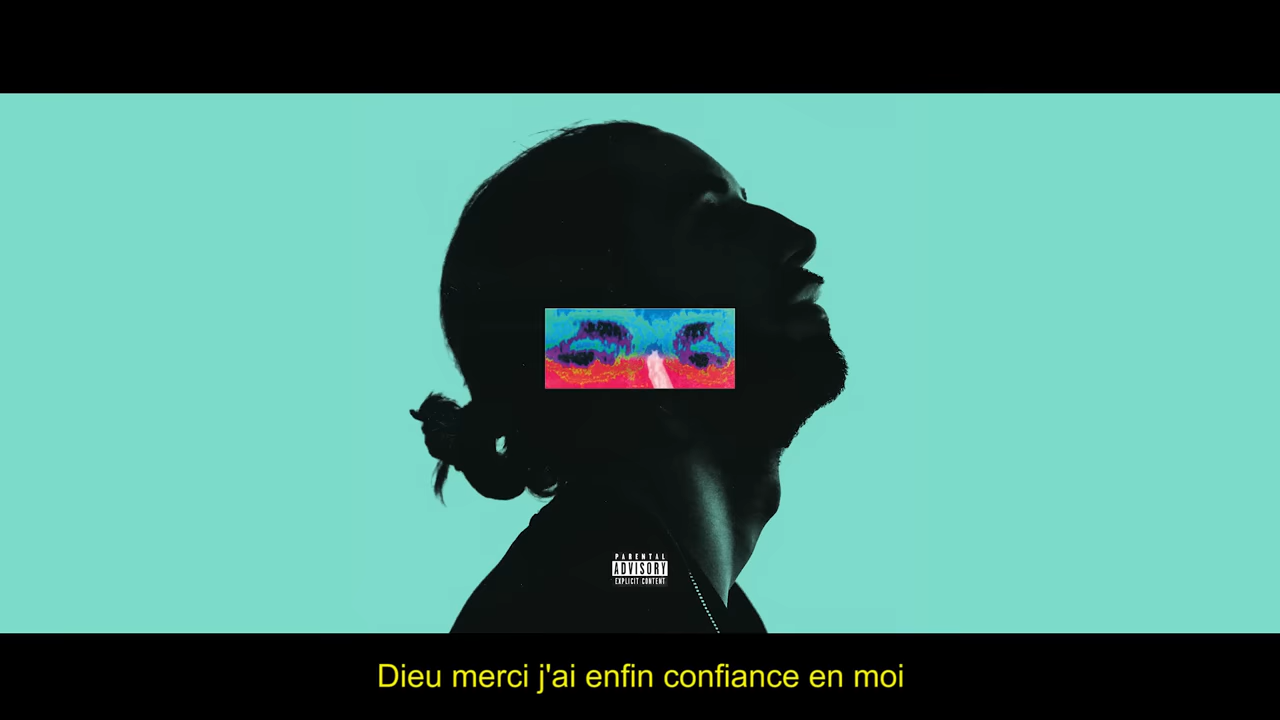 PARENTAL
ADVISORY
EXPLICIT CONTENT
Dieu merci j'ai enfin confiance en moi